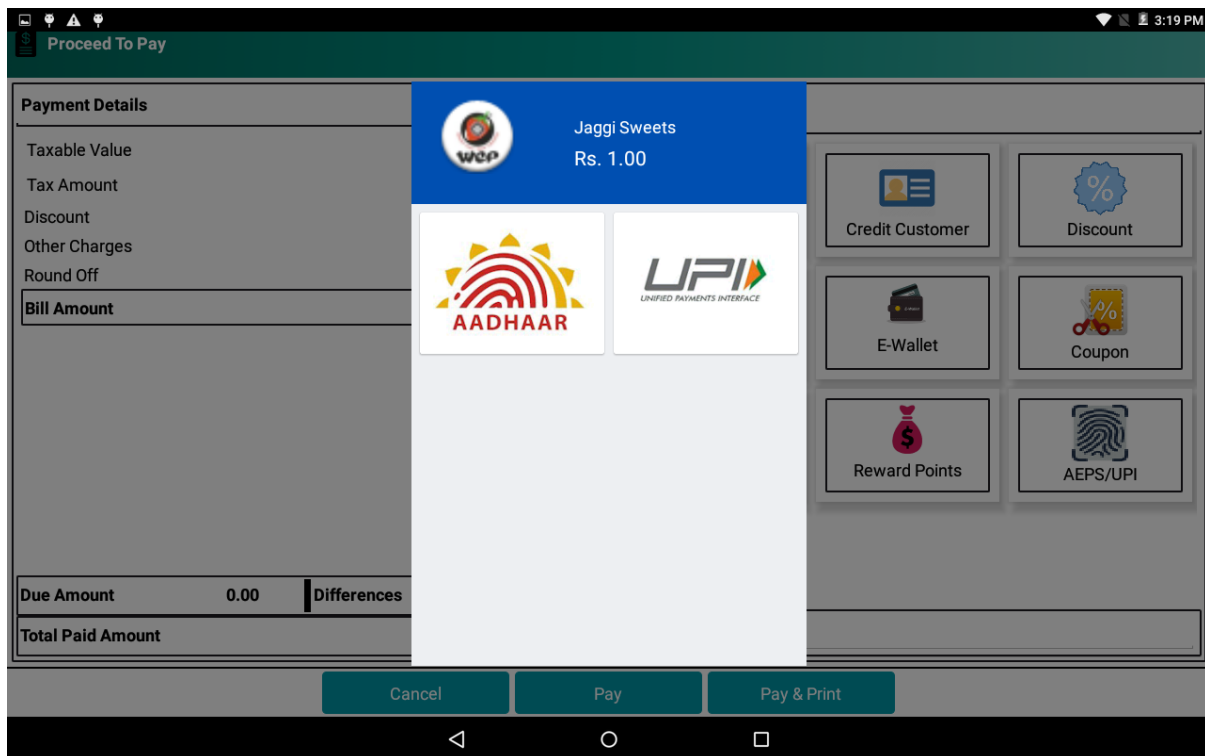 3:19 PM
Proceed To Pay
Payment Details
Taxable Value
Tax Amount
Discount
Other Charges
Round Off
Bill Amount
Due Amount 0.00 Differences
Total Paid Amount
wep
Jaggi Sweets
Rs. 1.00
AADHAAR
UPI
UNIFIED PAYMENTS INTERFACE
Credit Customer
%
Discount
E-Wallet
%
Coupon
$
Reward Points
AEPS/UPI
Cancel
Pay
Pay & Print